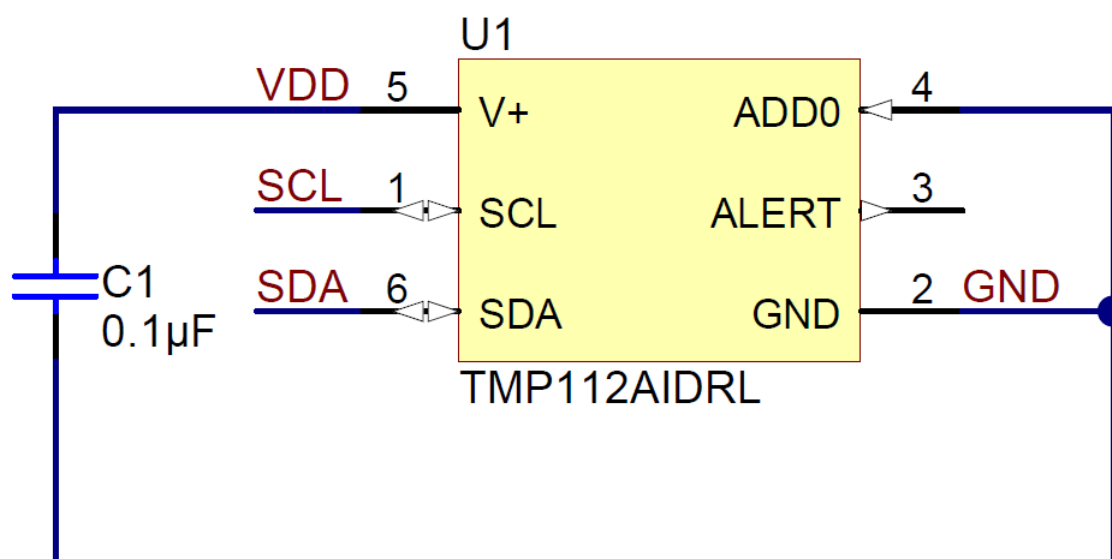 U1
VDD 5 V+ ADD0 4
SCL 1 SCL ALERT 3
SDA 6 SDA GND 2 GND
C1
0.1µF
TMP112AIDRL